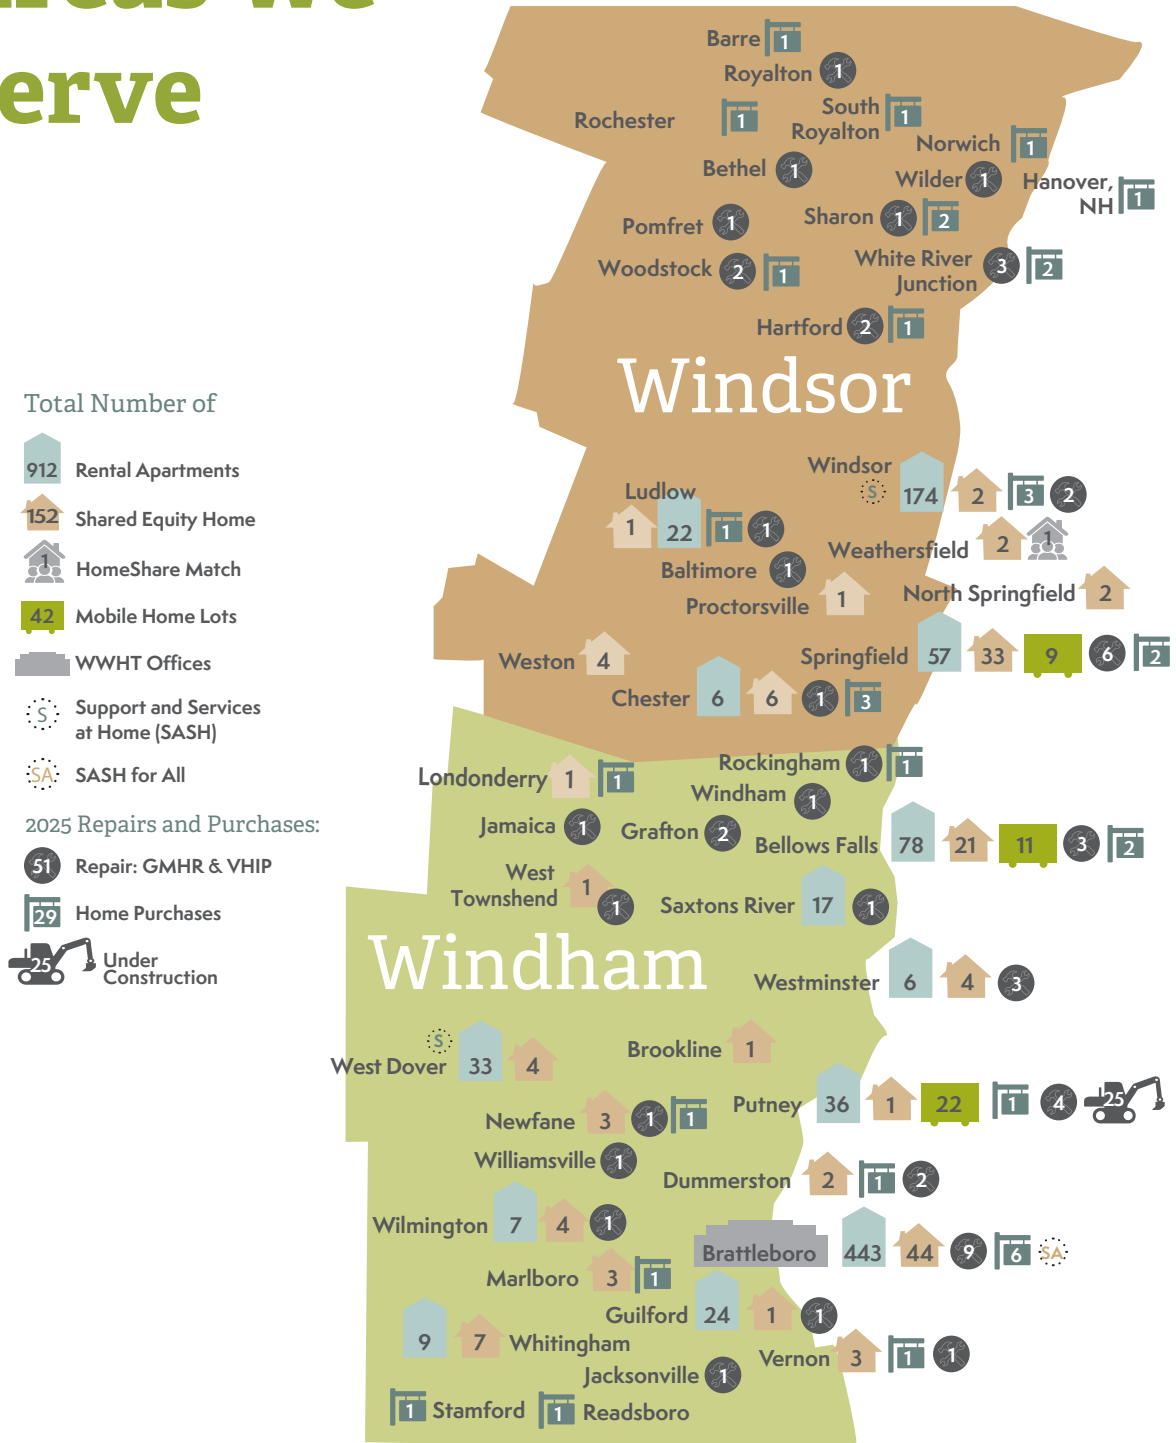 erve
Barre 1
Royalton 1
Rochester 1
South
Royalton 1
Norwich 1
Bethel 1
Wilder 1
Hanover,
NH 1
Pomfret 1
Sharon 1 2
Woodstock 2 1
White River
Junction 3 2
Hartford 2 1
Windsor
Total Number of
912 Rental Apartments
152 Shared Equity Home
1 HomeShare Match
42 Mobile Home Lots
WWHT Offices
S Support and Services
at Home (SASH)
SA SASH for All
2025 Repairs and Purchases:
51 Repair: GMHR & VHIP
29 Home Purchases
25 Under
Construction
Windsor
S 174 2 3 2
Ludlow
1 22 1 1
Weathersfield 2 1
Baltimore 1
Proctorsville 1
North Springfield 2
Weston 4
Springfield 57 33 9 6 2
Chester 6 6 1 3
Londonderry 1 1
Rockingham 1 1
Windham 1
Jamaica 1
Grafton 2
Bellows Falls 78 21 11 3 2
West
Townshend 1 1
Saxtons River 17 1
Windham
Westminster 6 4 3
S
West Dover 33 4
Brookline 1
Putney 36 1 22 1 4 25
Newfane 3 1 1
Williamsville 1
Dummerston 2 1 2
Wilmington 7 4 1
Brattleboro 443 44 9 6 SA
Marlboro 3 1
Guilford 24 1 1
9 7 Whitingham
Vernon 3 1 1
Jacksonville 1
1 Stamford
1 Readsboro